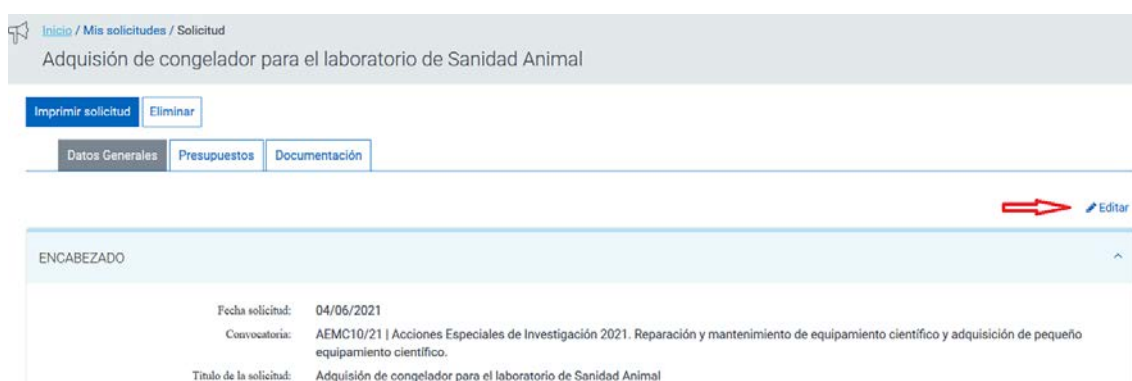 Inicio / Mis solicitudes / Solicitud
Adquisión de congelador para el laboratorio de Sanidad Animal
Imprimir solicitud Eliminar
Datos Generales Presupuestos Documentación
Editar
ENCABEZADO
Fecha solicitud: 04/06/2021
Convocatoria: AEMC10/21 | Acciones Especiales de Investigación 2021. Reparación y mantenimiento de equipamiento científico y adquisición de pequeño
equipamiento científico.
Titulo de la solicitud: Adquisión de congelador para el laboratorio de Sanidad Animal